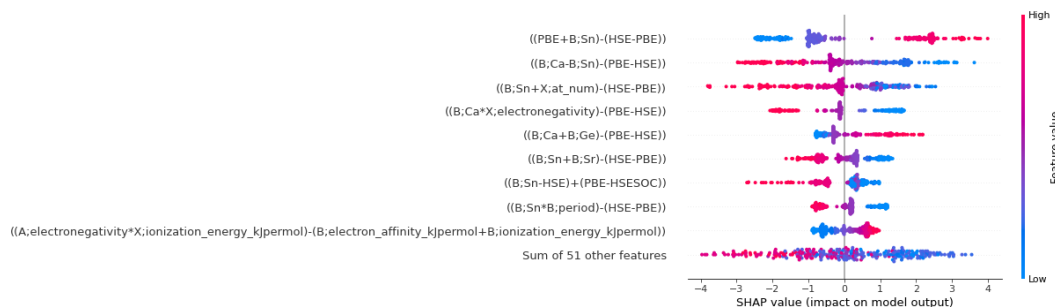 High
((PBE+B;Sn)-(HSE-PBE))
((B;Ca-B;Sn)-(PBE-HSE))
((B;Sn+X;at_num)-(HSE-PBE))
((B;Ca*X;electronegativity)-(PBE-HSE))
((B;Ca+B;Ge)-(PBE-HSE))
((B;Sn+B;Sr)-(HSE-PBE))
((B;Sn-HSE)+(PBE-HSESOC))
((B;Sn*B;period)-(HSE-PBE))
((A;electronegativity*X;ionization_energy_kJpermol)-(B;electron_affinity_kJpermol+B;ionization_energy_kJpermol))
Sum of 51 other features
Feature value
Low
−4 −3 −2 −1 0 1 2 3 4
SHAP value (impact on model output)